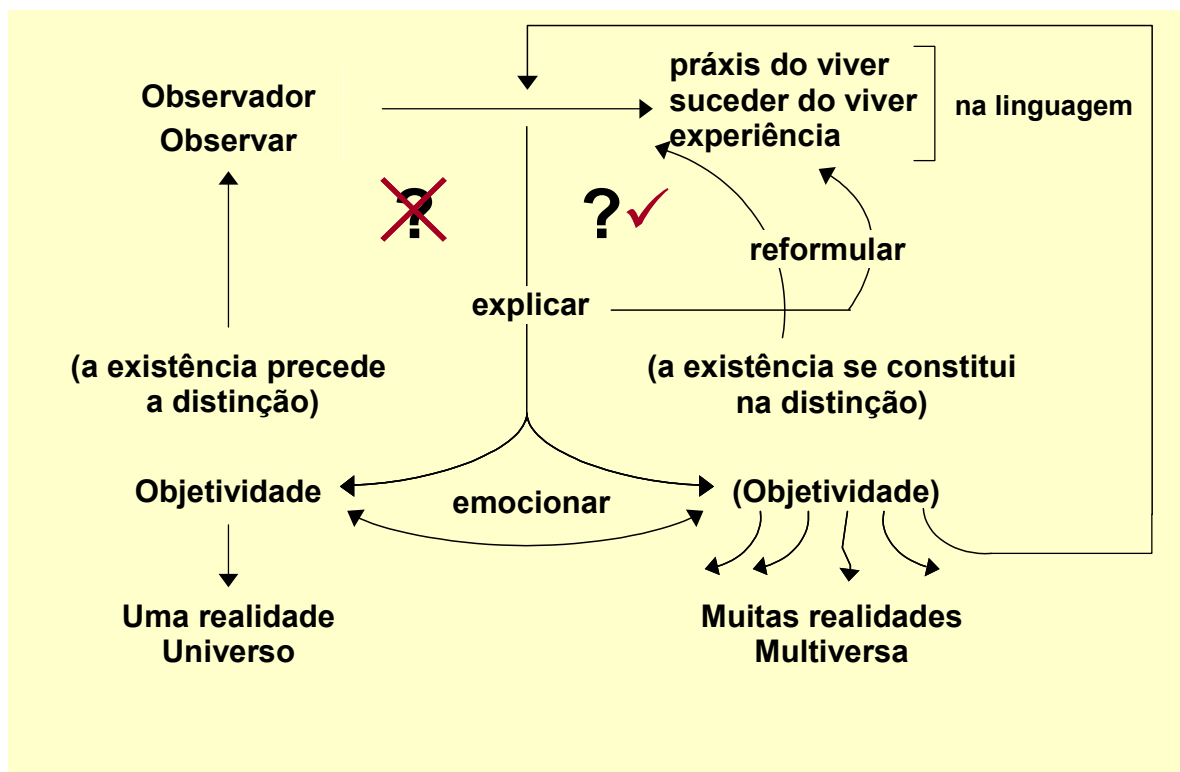 Observador
Observar
práxis do viver
suceder do viver
experiência
na linguagem
?
?✓
reformular
explicar
(a existência precede
a distinção)
(a existência se constitui
na distinção)
Objetividade
emocionar
(Objetividade)
Uma realidade
Universo
Muitas realidades
Multiversa